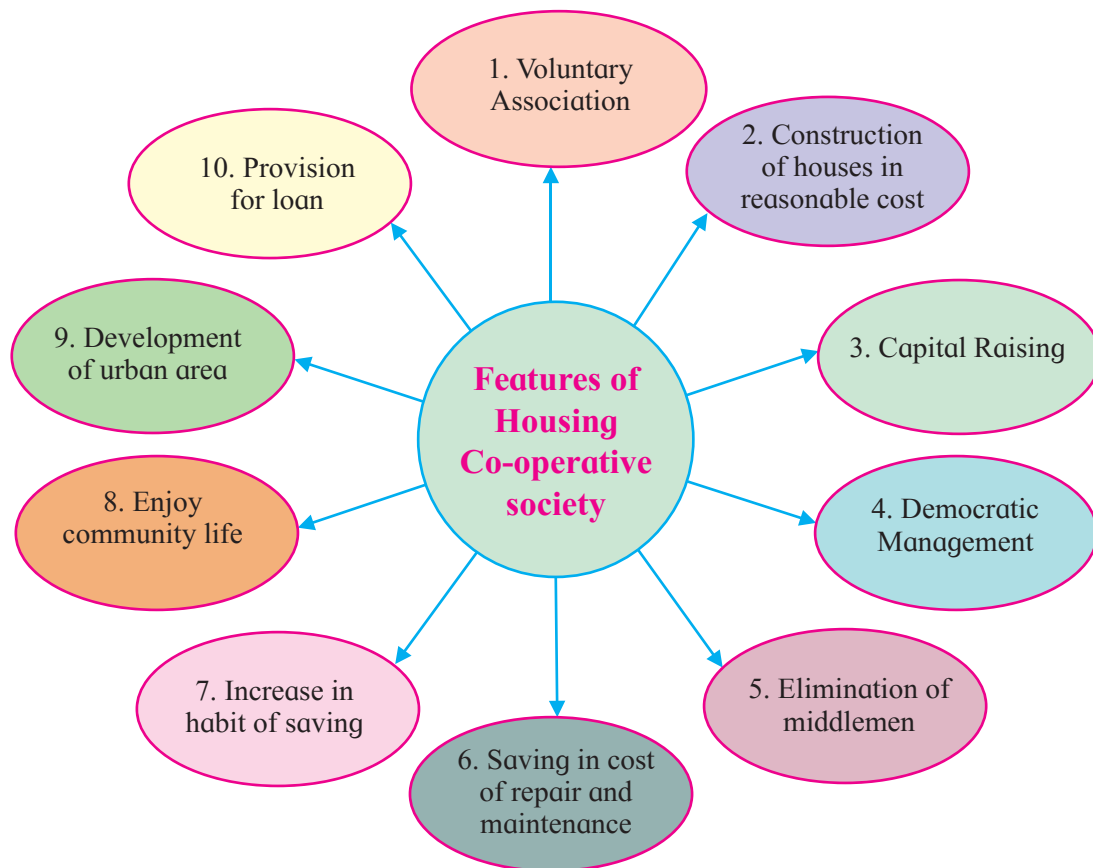 1. Voluntary
Association
2. Construction
of houses in
reasonable cost
3. Capital Raising
4. Democratic
Management
5. Elimination of
middlemen
6. Saving in cost
of repair and
maintenance
7. Increase in
habit of saving
8. Enjoy
community life
9. Development
of urban area
10. Provision
for loan
Features of
Housing
Co-operative
society